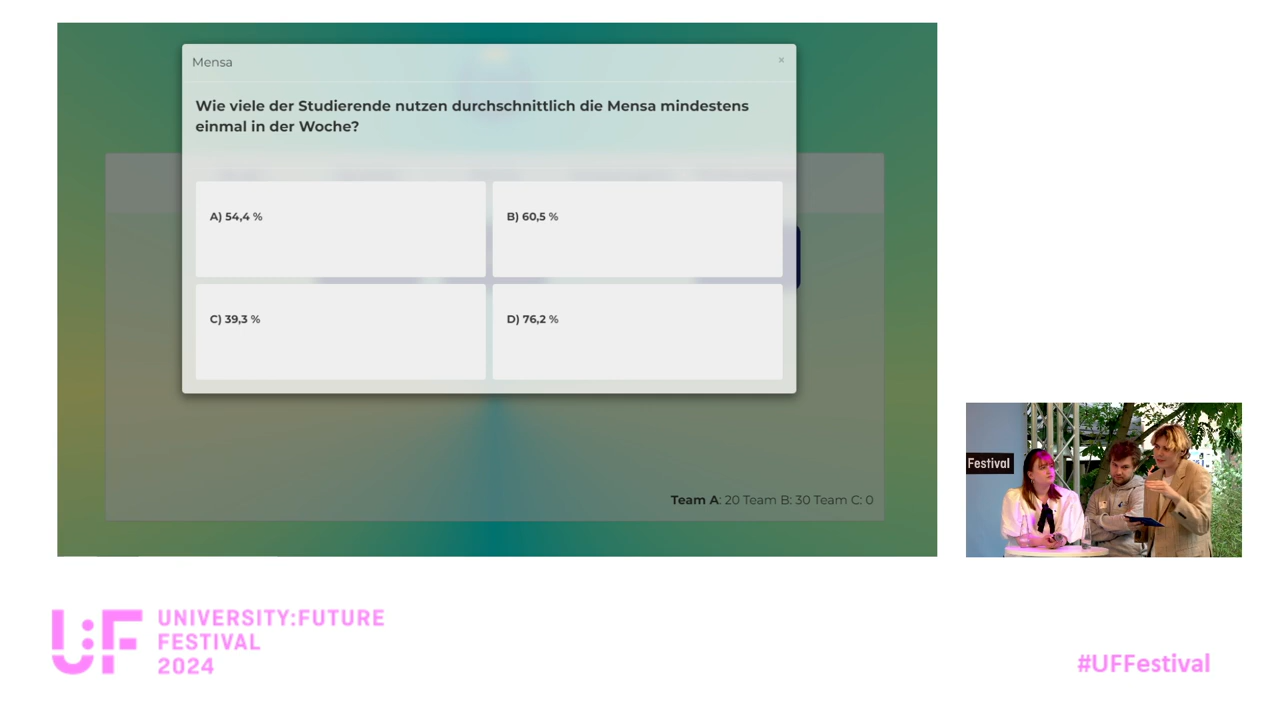 Mensa
×
Wie viele der Studierende nutzen durchschnittlich die Mensa mindestens
einmal in der Woche?
A) 54,4 %
B) 60,5 %
C) 39,3 %
D) 76,2 %
Team A: 20 Team B: 30 Team C: 0
Festival
U:F
UNIVERSITY:FUTURE
FESTIVAL
2024
#UFFestival